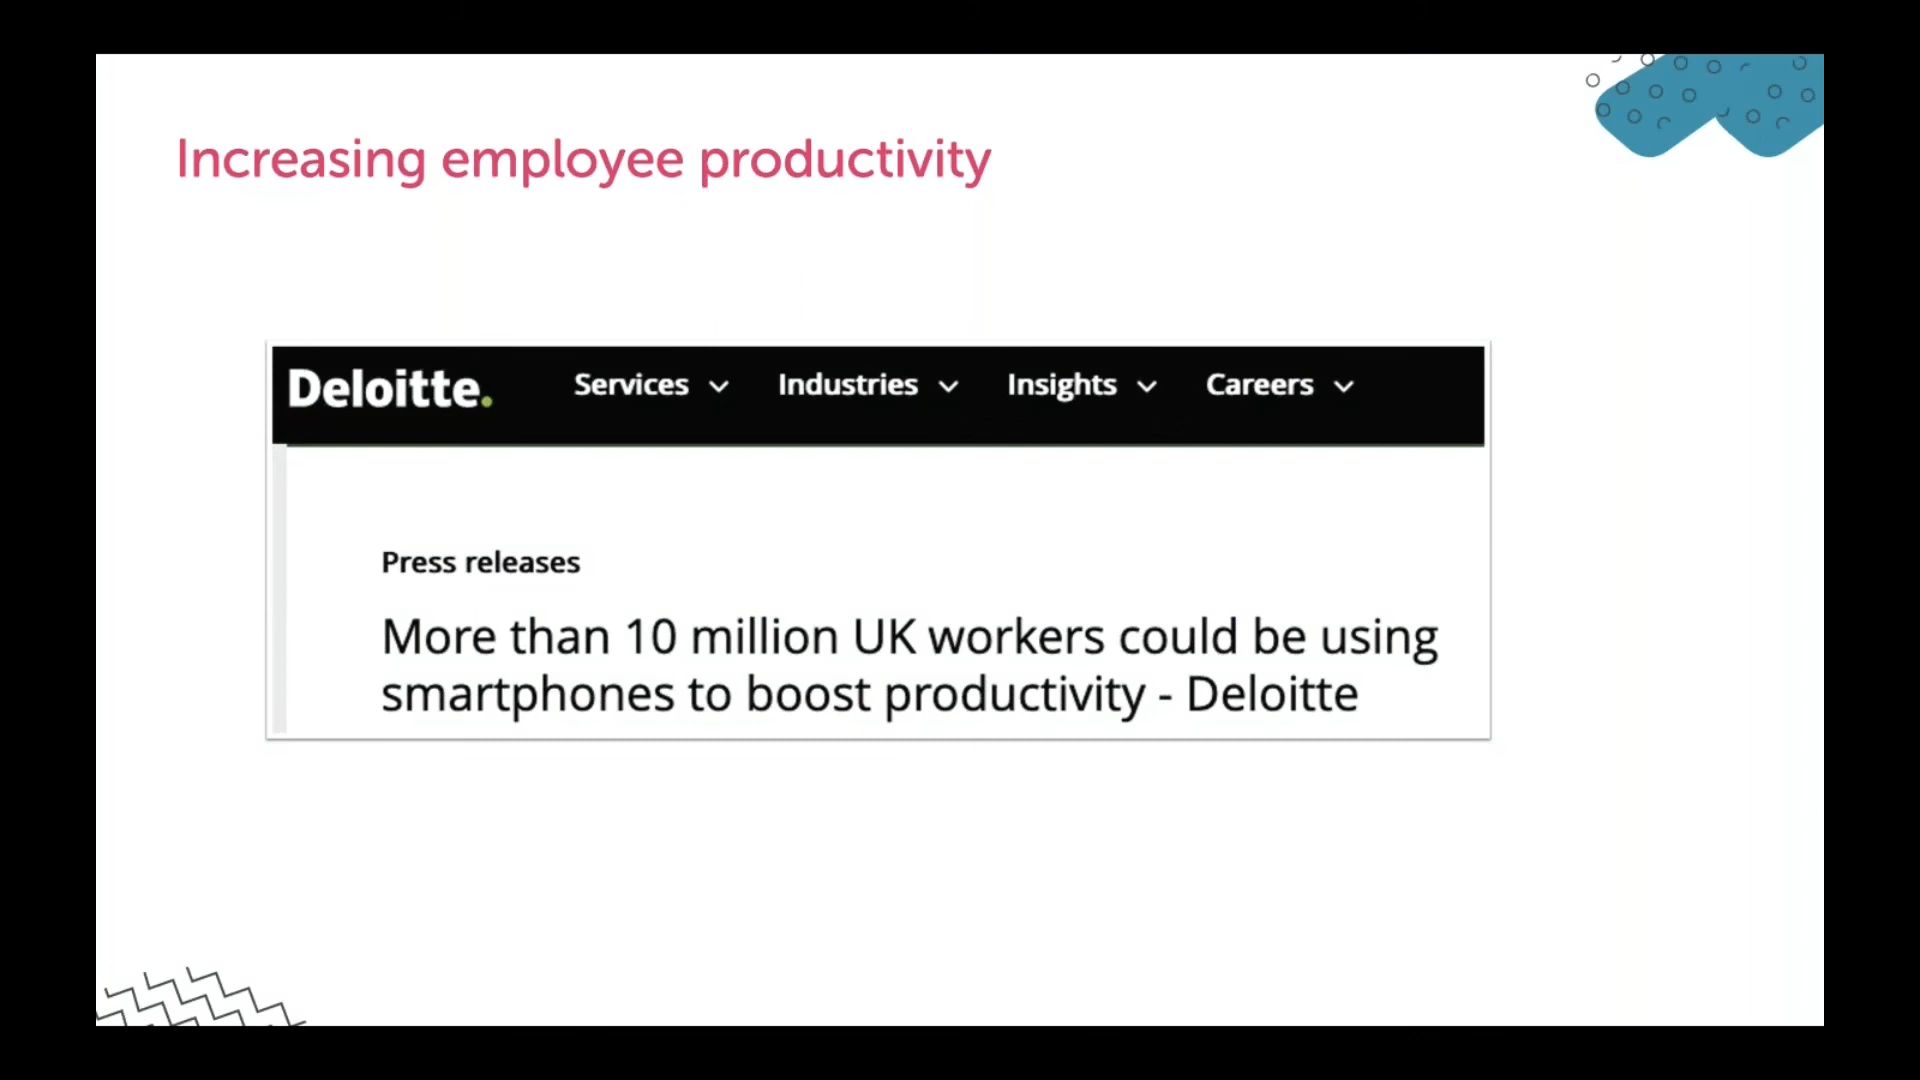 Increasing employee productivity
Deloitte. Services Industries Insights Careers
Press releases
More than 10 million UK workers could be using
smartphones to boost productivity - Deloitte